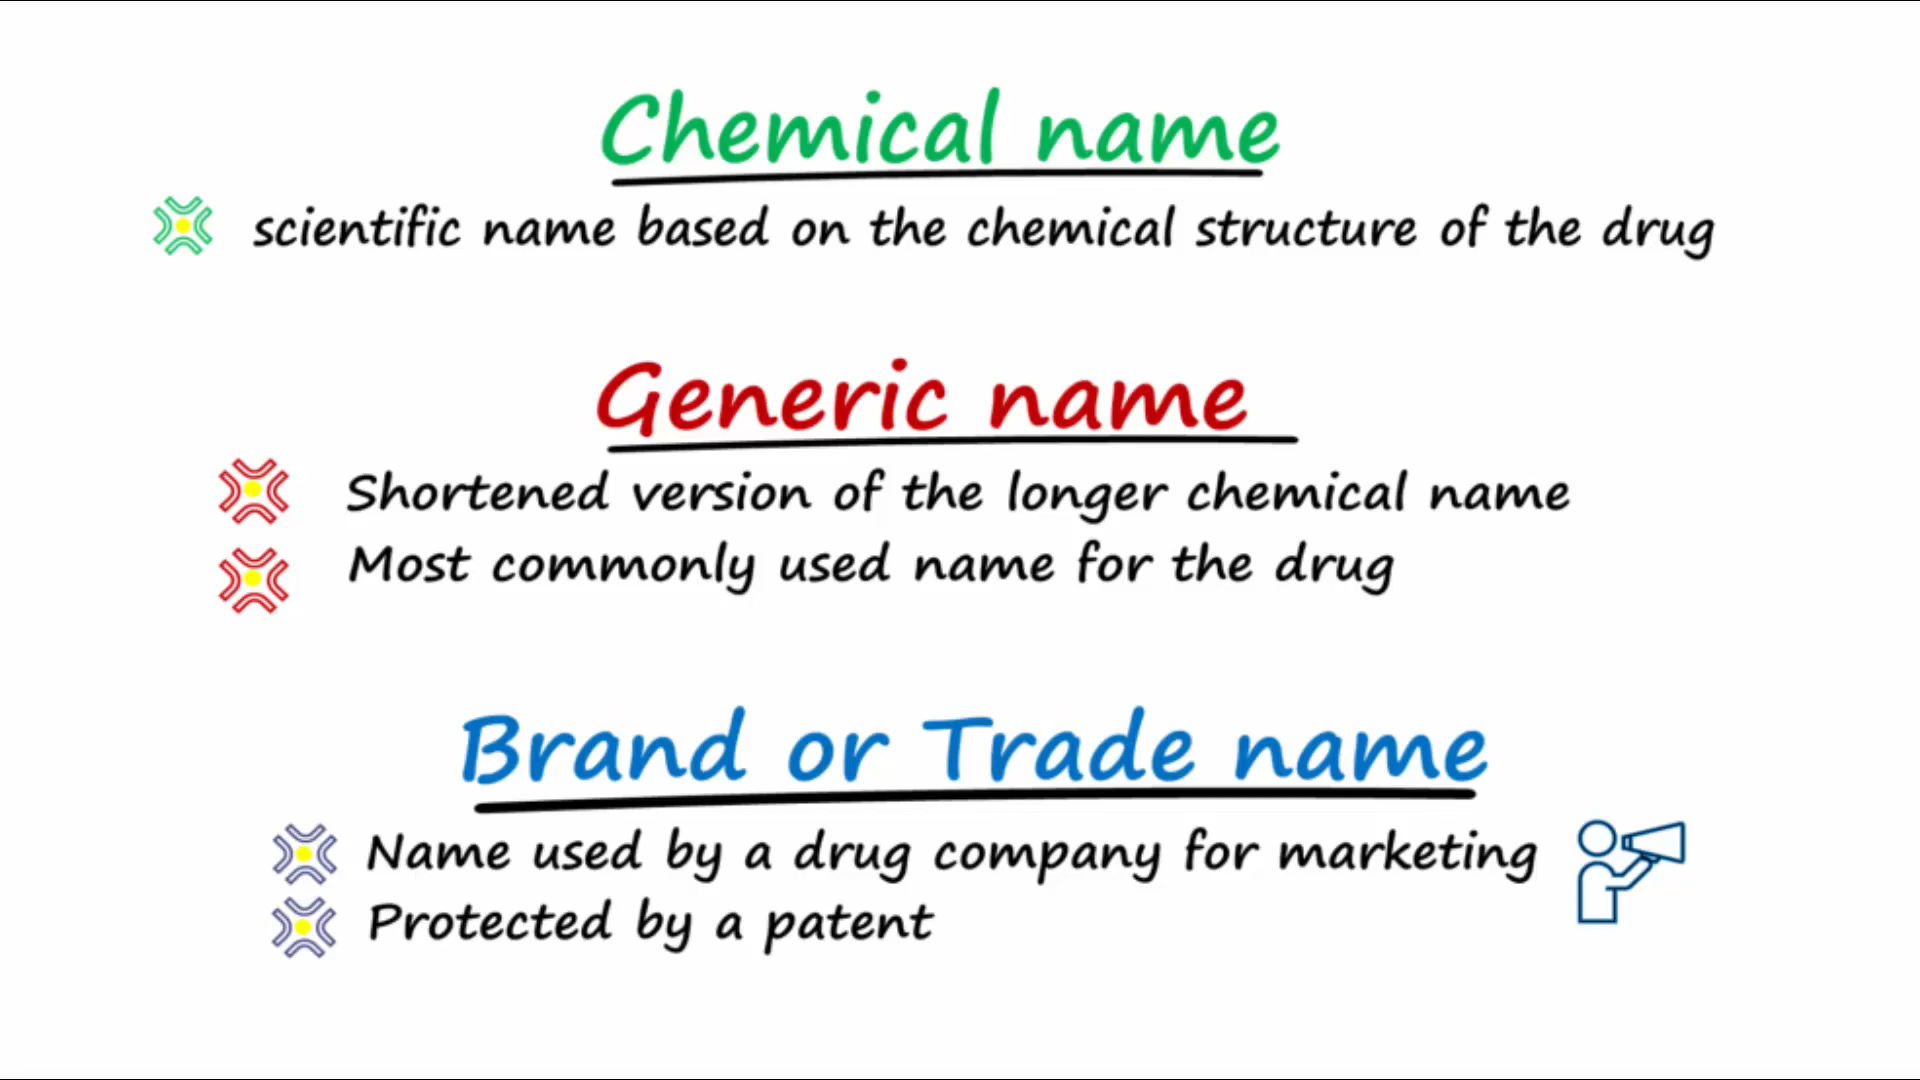 Chemical name
scientific name based on the chemical structure of the drug
Generic name
Shortened version of the longer chemical name
Most commonly used name for the drug
Brand or Trade name
Name used by a drug company for marketing
Protected by a patent